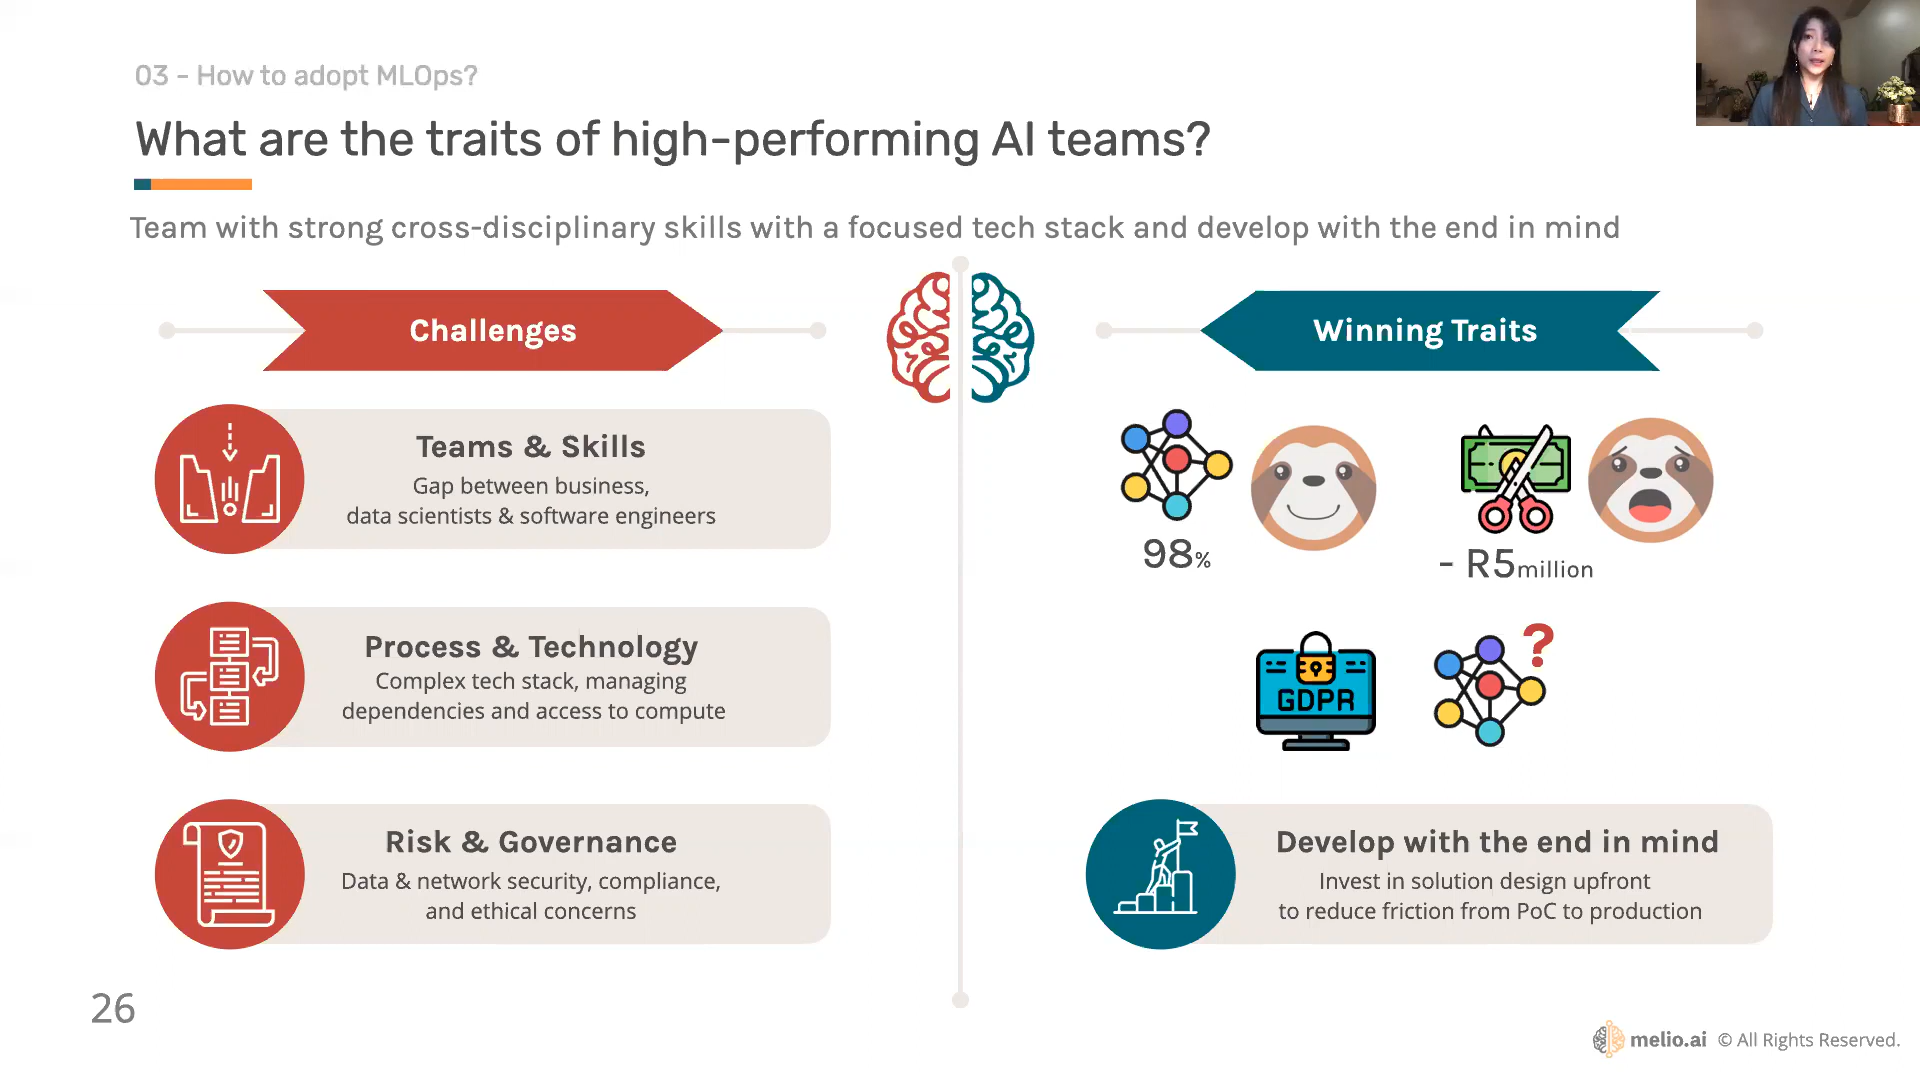 03 - How to adopt MLOps?
What are the traits of high-performing AI teams?
Team with strong cross-disciplinary skills with a focused tech stack and develop with the end in mind
Challenges
Teams & Skills
Gap between business,
data scientists & software engineers
Process & Technology
Complex tech stack, managing
dependencies and access to compute
Risk & Governance
Data & network security, compliance,
and ethical concerns
Winning Traits
98%
- R5million
GDPR
?
Develop with the end in mind
Invest in solution design upfront
to reduce friction from PoC to production
26
melio.ai © All Rights Reserved.